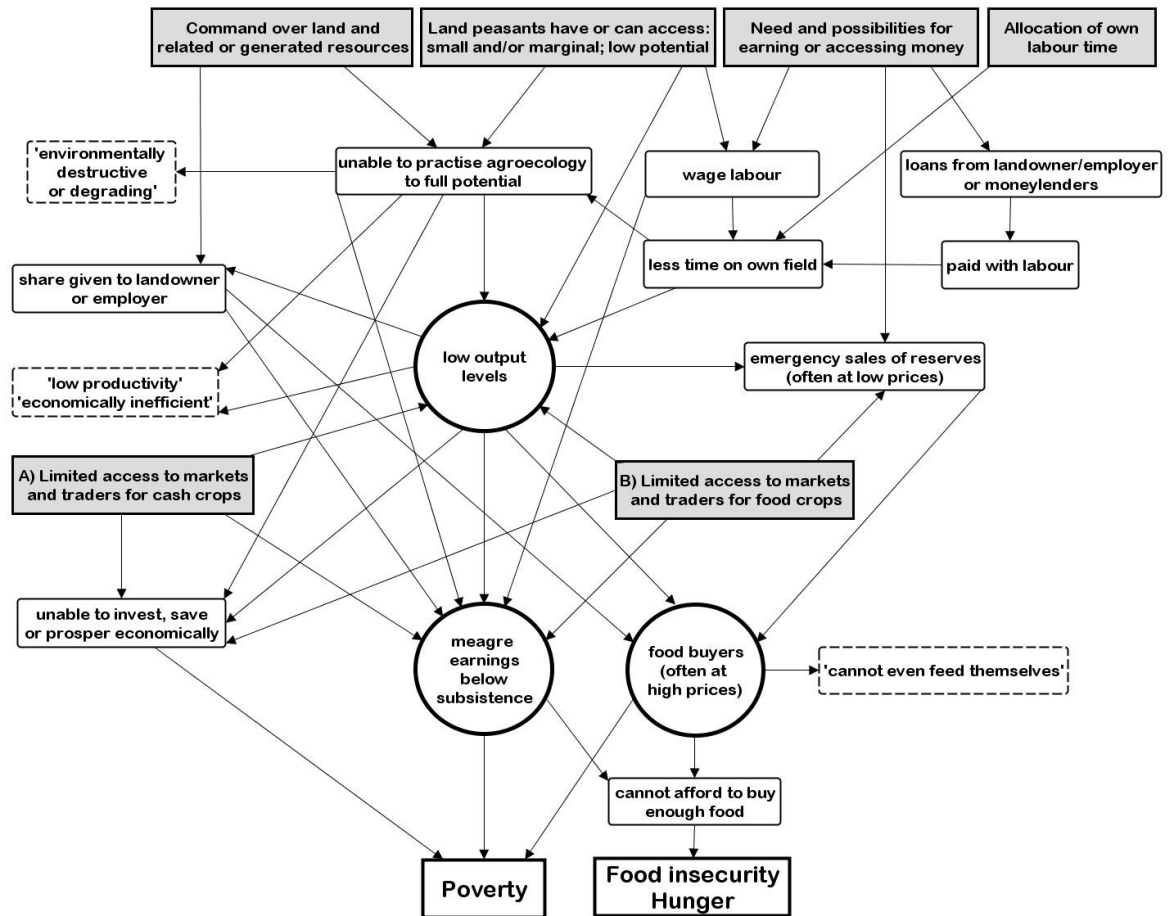 Command over land and
related or generated resources
Land peasants have or can access:
small and/or marginal; low potential
Need and possibilities for
earning or accessing money
Allocation of own
labour time
'environmentally
destructive
or degrading'
unable to practise agroecology
to full potential
wage labour
loans from landowner/employer
or moneylenders
share given to landowner
or employer
less time on own field
paid with labour
low output
levels
emergency sales of reserves
(often at low prices)
'low productivity'
'economically inefficient'
A) Limited access to markets
and traders for cash crops
B) Limited access to markets
and traders for food crops
unable to invest, save
or prosper economically
meagre
earnings
below
subsistence
food buyers
(often at
high prices)
'cannot even feed themselves'
cannot afford to buy
enough food
Poverty
Food insecurity
Hunger